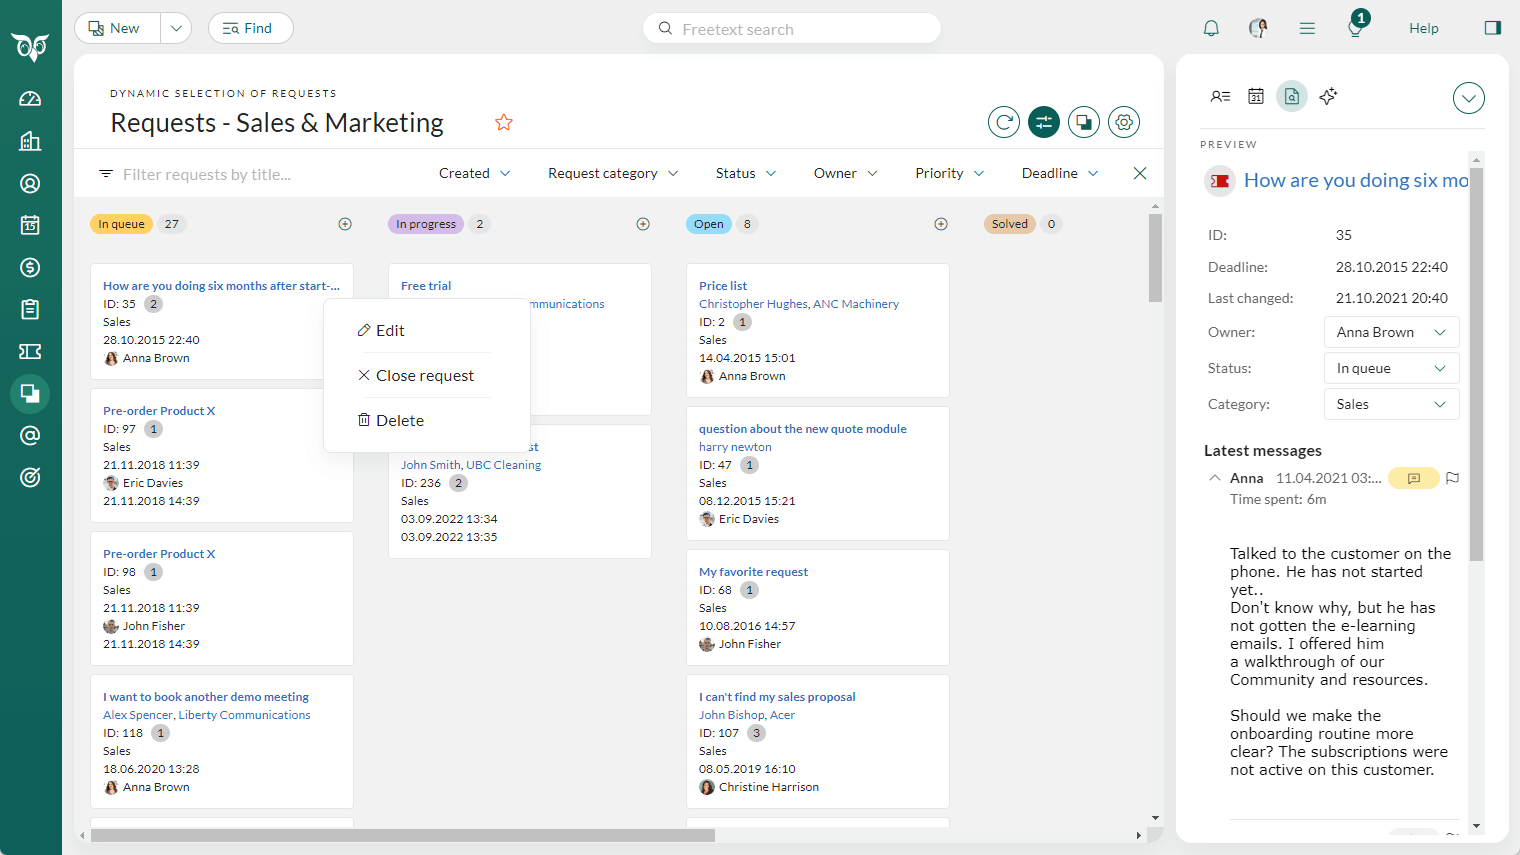 New
Find
Freetext search
1
Help
DYNAMIC SELECTION OF REQUESTS
Requests - Sales & Marketing
Filter requests by title...
Created
Request category
Status
Owner
Priority
Deadline
In queue 27
In progress 2
Open 8
Solved 0
How are you doing six months after start-...
ID: 35 2
Sales
28.10.2015 22:40
Anna Brown
Pre-order Product X
ID: 97 1
Sales
21.11.2018 11:39
Eric Davies
21.11.2018 14:39
Pre-order Product X
ID: 98 1
Sales
21.11.2018 11:39
John Fisher
21.11.2018 14:39
I want to book another demo meeting
Alex Spencer, Liberty Communications
ID: 118 1
Sales
18.06.2020 13:28
Anna Brown
Edit
Close request
Delete
Free trial
mmunications
st
John Smith, UBC Cleaning
ID: 236 2
Sales
03.09.2022 13:34
03.09.2022 13:35
Price list
Christopher Hughes, ANC Machinery
ID: 2 1
Sales
14.04.2015 15:01
Anna Brown
question about the new quote module
harry newton
ID: 47 1
Sales
08.12.2015 15:21
Eric Davies
My favorite request
ID: 68 1
Sales
10.08.2016 14:57
John Fisher
I can't find my sales proposal
John Bishop, Acer
ID: 107 3
Sales
08.05.2019 16:10
Christine Harrison
PREVIEW
How are you doing six mo
ID: 35
Deadline: 28.10.2015 22:40
Last changed: 21.10.2021 20:40
Owner: Anna Brown
Status: In queue
Category: Sales
Latest messages
Anna 11.04.2021 03:...
Time spent: 6m
Talked to the customer on the
phone. He has not started
yet..
Don't know why, but he has
not gotten the e-learning
emails. I offered him
a walkthrough of our
Community and resources.
Should we make the
onboarding routine more
clear? The subscriptions were
not active on this customer.